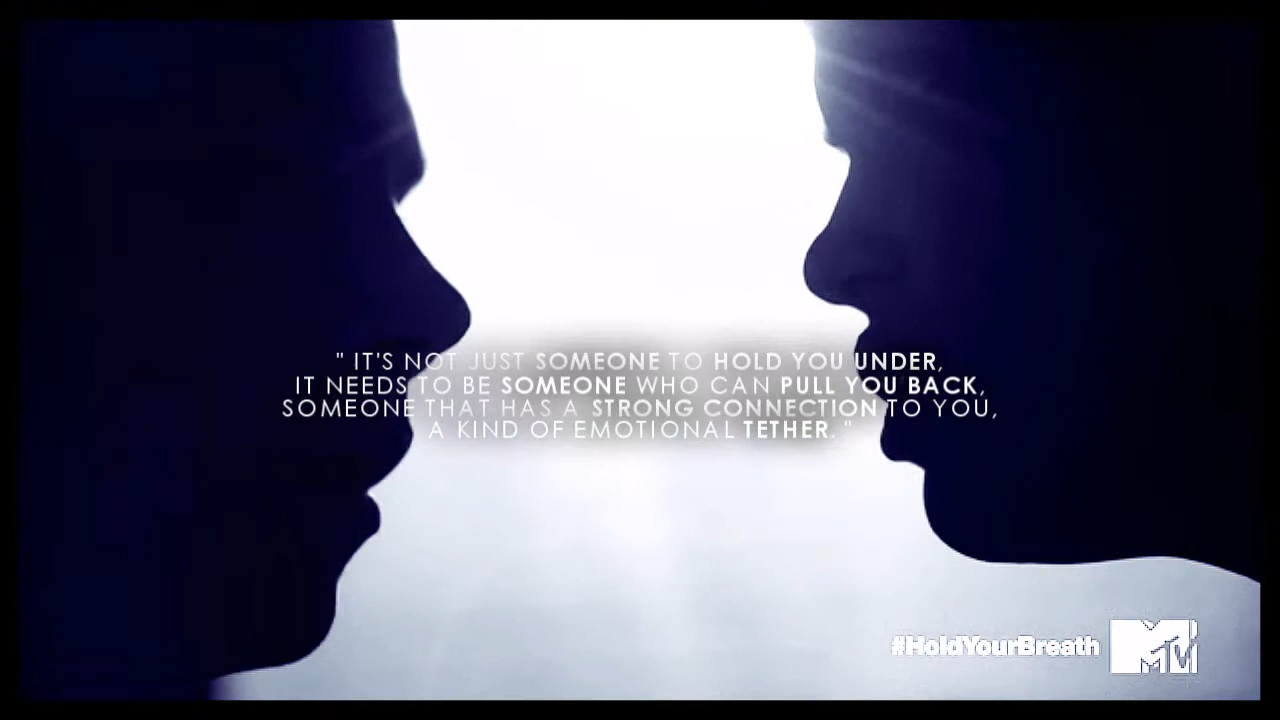 " IT'S NOT JUST SOMEONE TO HOLD YOU UNDER,
IT NEEDS TO BE SOMEONE WHO CAN PULL YOU BACK,
SOMEONE THAT HAS A STRONG CONNECTION TO YOU,
A KIND OF EMOTIONAL TETHER. "
#HoldYourBreath
MTV